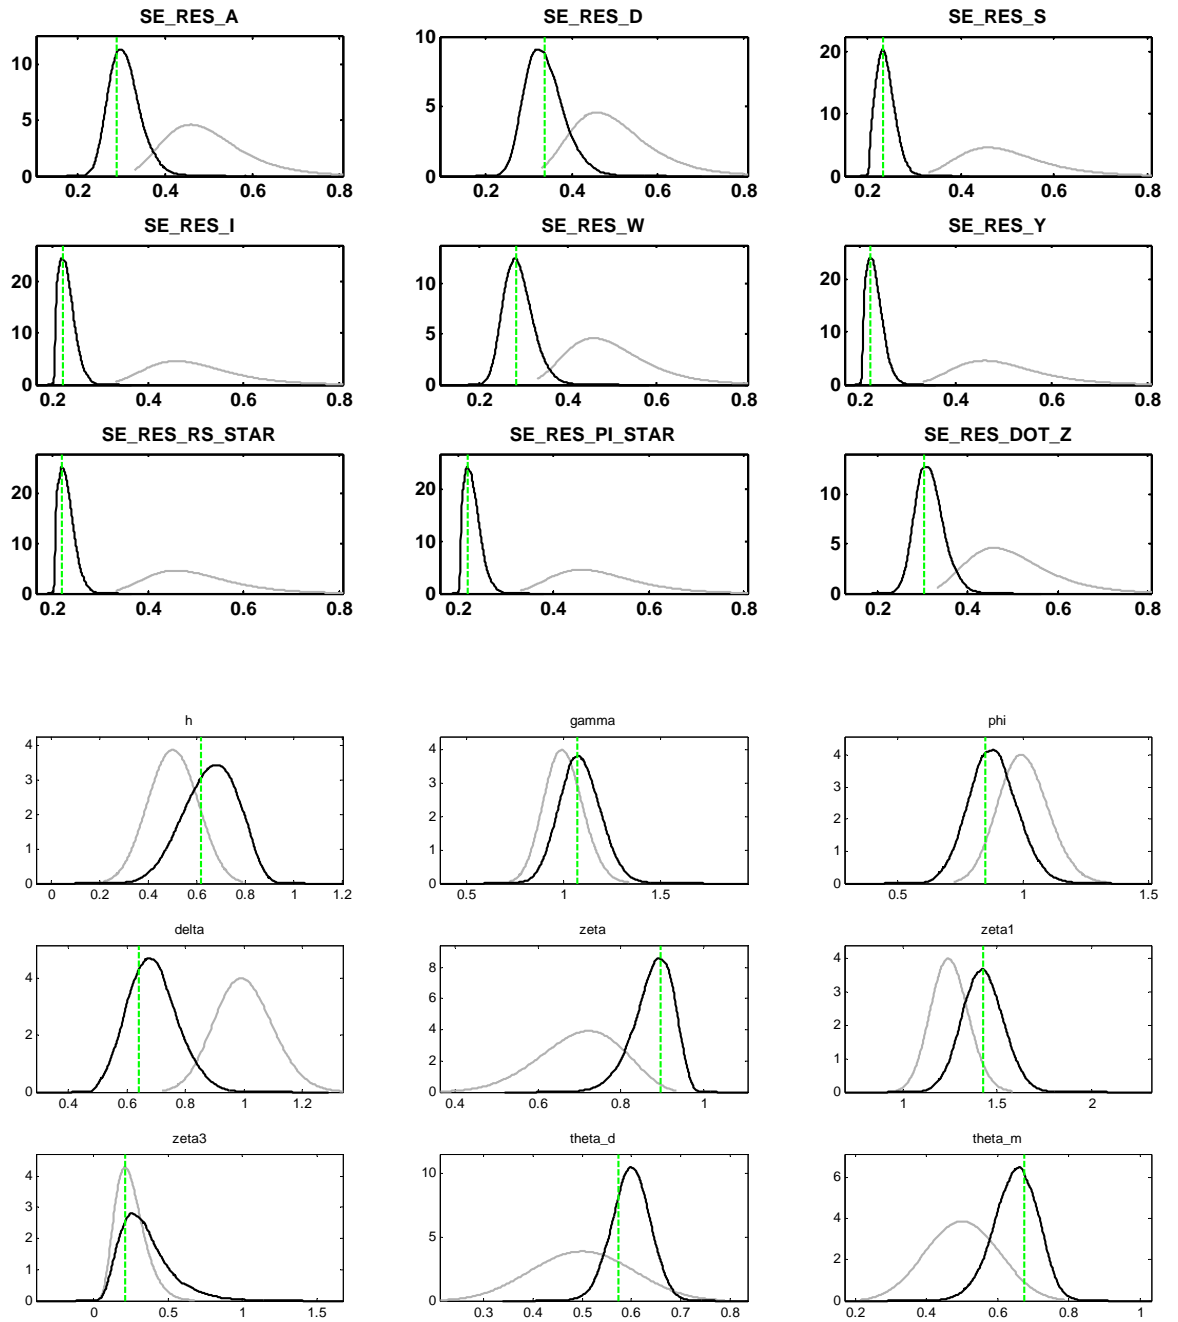 SE_RES_A SE_RES_D SE_RES_S
10 5 0 0.2 0.4 0.6 0.8
10 5 0 0.2 0.4 0.6 0.8
20 10 0 0.2 0.4 0.6 0.8
SE_RES_I SE_RES_W SE_RES_Y
20 10 0 0.2 0.4 0.6 0.8
10 5 0 0.2 0.4 0.6 0.8
20 10 0 0.2 0.4 0.6 0.8
SE_RES_RS_STAR SE_RES_PI_STAR SE_RES_DOT_Z
20 10 0 0.2 0.4 0.6 0.8
20 10 0 0.2 0.4 0.6 0.8
10 5 0 0.2 0.4 0.6 0.8
h gamma phi
4 3 2 1 0 0 0.2 0.4 0.6 0.8 1 1.2
4 3 2 1 0 0.5 1 1.5
4 3 2 1 0 0.5 1 1.5
delta zeta zeta1
4 2 0 0.4 0.6 0.8 1 1.2
8 6 4 2 0 0.4 0.6 0.8 1
4 3 2 1 0 1 1.5 2
zeta3 theta_d theta_m
4 3 2 1 0 0 0.5 1 1.5
10 5 0 0.3 0.4 0.5 0.6 0.7 0.8
6 4 2 0 0.2 0.4 0.6 0.8 1